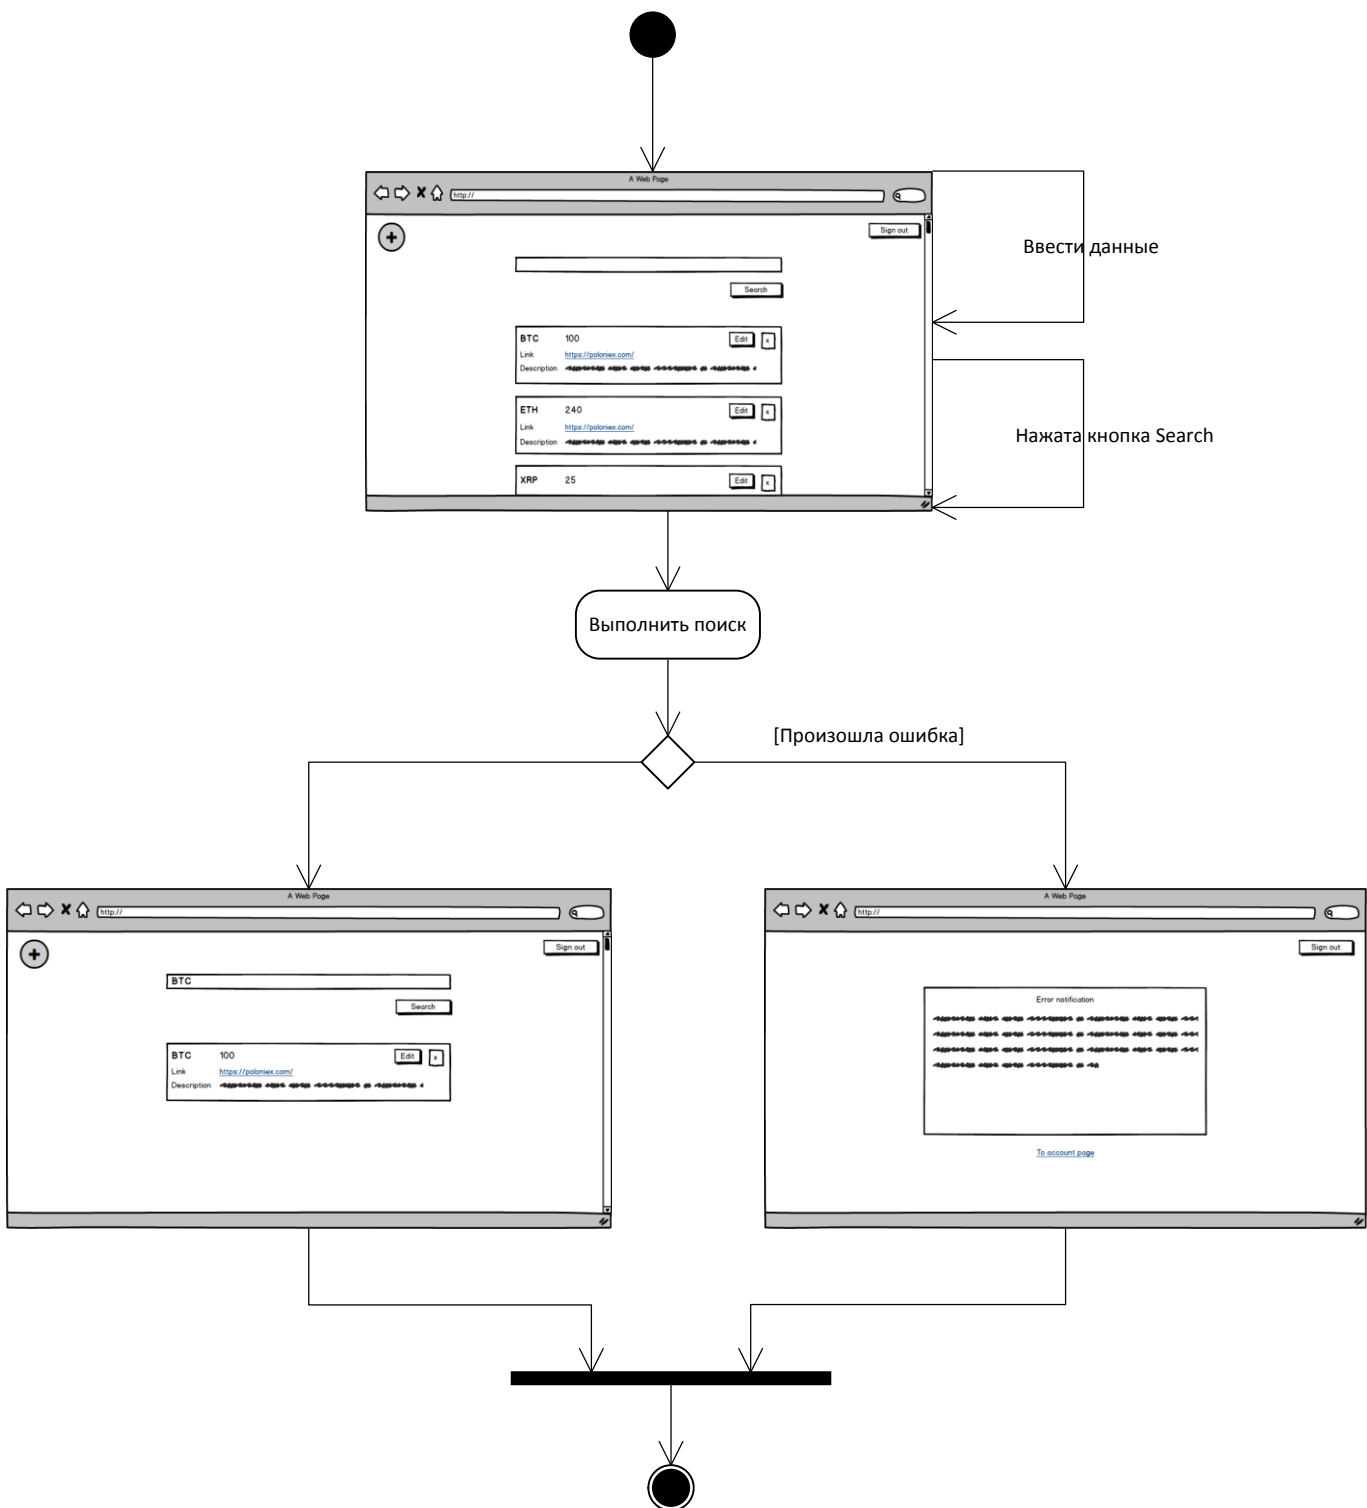 A Web Page
http://
Sign out
Ввести данные
Search
BTC 100 Edit x
Link https://poloniex.com/
Description
Нажата кнопка Search
ETH 240 Edit x
Link https://poloniex.com/
Description
XRP 25 Edit x
Выполнить поиск
[Произошла ошибка]
A Web Page
http://
Sign out
BTC
Search
BTC 100 Edit x
Link https://poloniex.com/
Description
A Web Page
http://
Sign out
Error notification
To account page